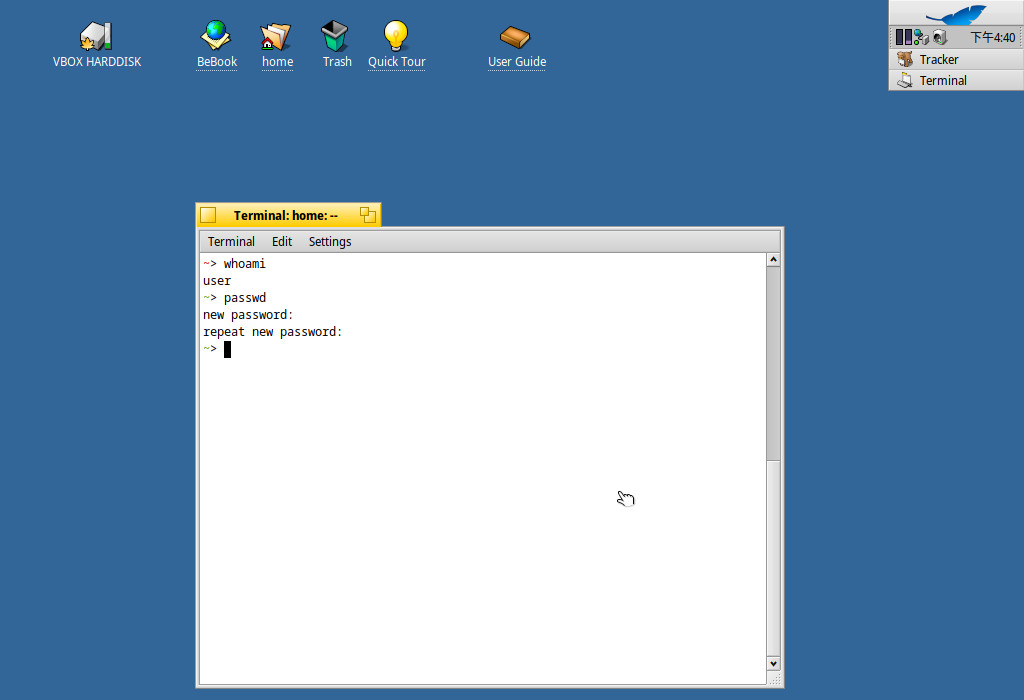 VBOX HARDDISK
BeBook
home
Trash
Quick Tour
User Guide
下午4:40
Tracker
Terminal
Terminal: home: --
Terminal Edit Settings
~> whoami
user
~> passwd
new password:
repeat new password:
~>